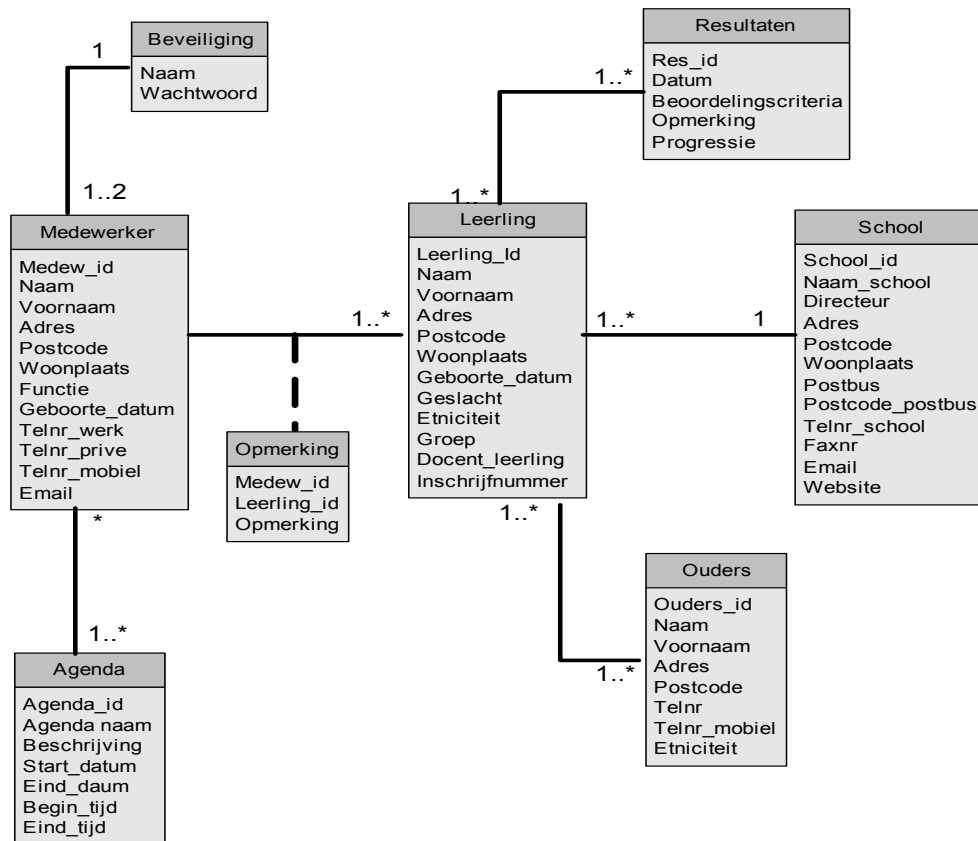 Beveiliging
Naam
Wachtwoord
1
1..2
Resultaten
Res_id
Datum
Beoordelingscriteria
Opmerking
Progressie
1..*
1..*
Medewerker
Medew_id
Naam
Voornaam
Adres
Postcode
Woonplaats
Functie
Geboorte_datum
Telnr_werk
Telnr_prive
Telnr_mobiel
Email
1..*
Leerling
Leerling_Id
Naam
Voornaam
Adres
Postcode
Woonplaats
Geboorte_datum
Geslacht
Etniciteit
Groep
Docent_leerling
Inschrijfnummer
1..*
1
School
School_id
Naam_school
Directeur
Adres
Postcode
Woonplaats
Postbus
Postcode_postbus
Telnr_school
Faxnr
Email
Website
Opmerking
Medew_id
Leerling_id
Opmerking
*
1..*
1..*
1..*
Agenda
Agenda_id
Agenda naam
Beschrijving
Start_datum
Eind_daum
Begin_tijd
Eind_tijd
Ouders
Ouders_id
Naam
Voornaam
Adres
Postcode
Telnr
Telnr_mobiel
Etniciteit